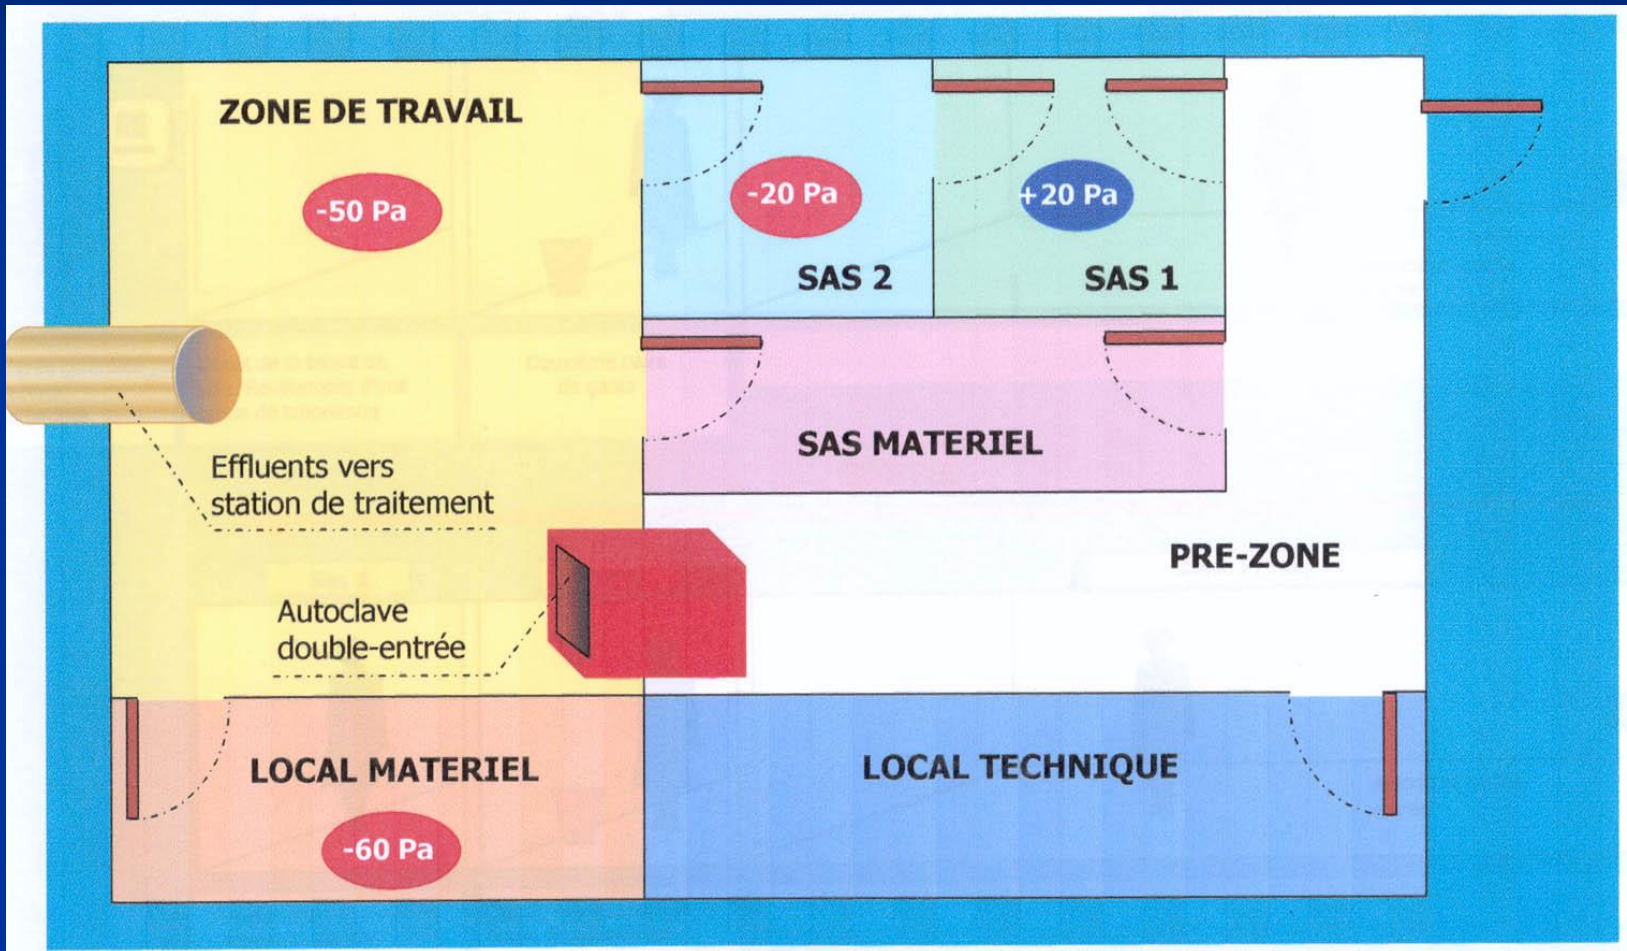 ZONE DE TRAVAIL
-50 Pa
-20 Pa
+20 Pa
SAS 2
SAS 1
SAS MATERIEL
Effluents vers
station de traitement
PRE-ZONE
Autoclave
double-entrée
LOCAL MATERIEL
-60 Pa
LOCAL TECHNIQUE